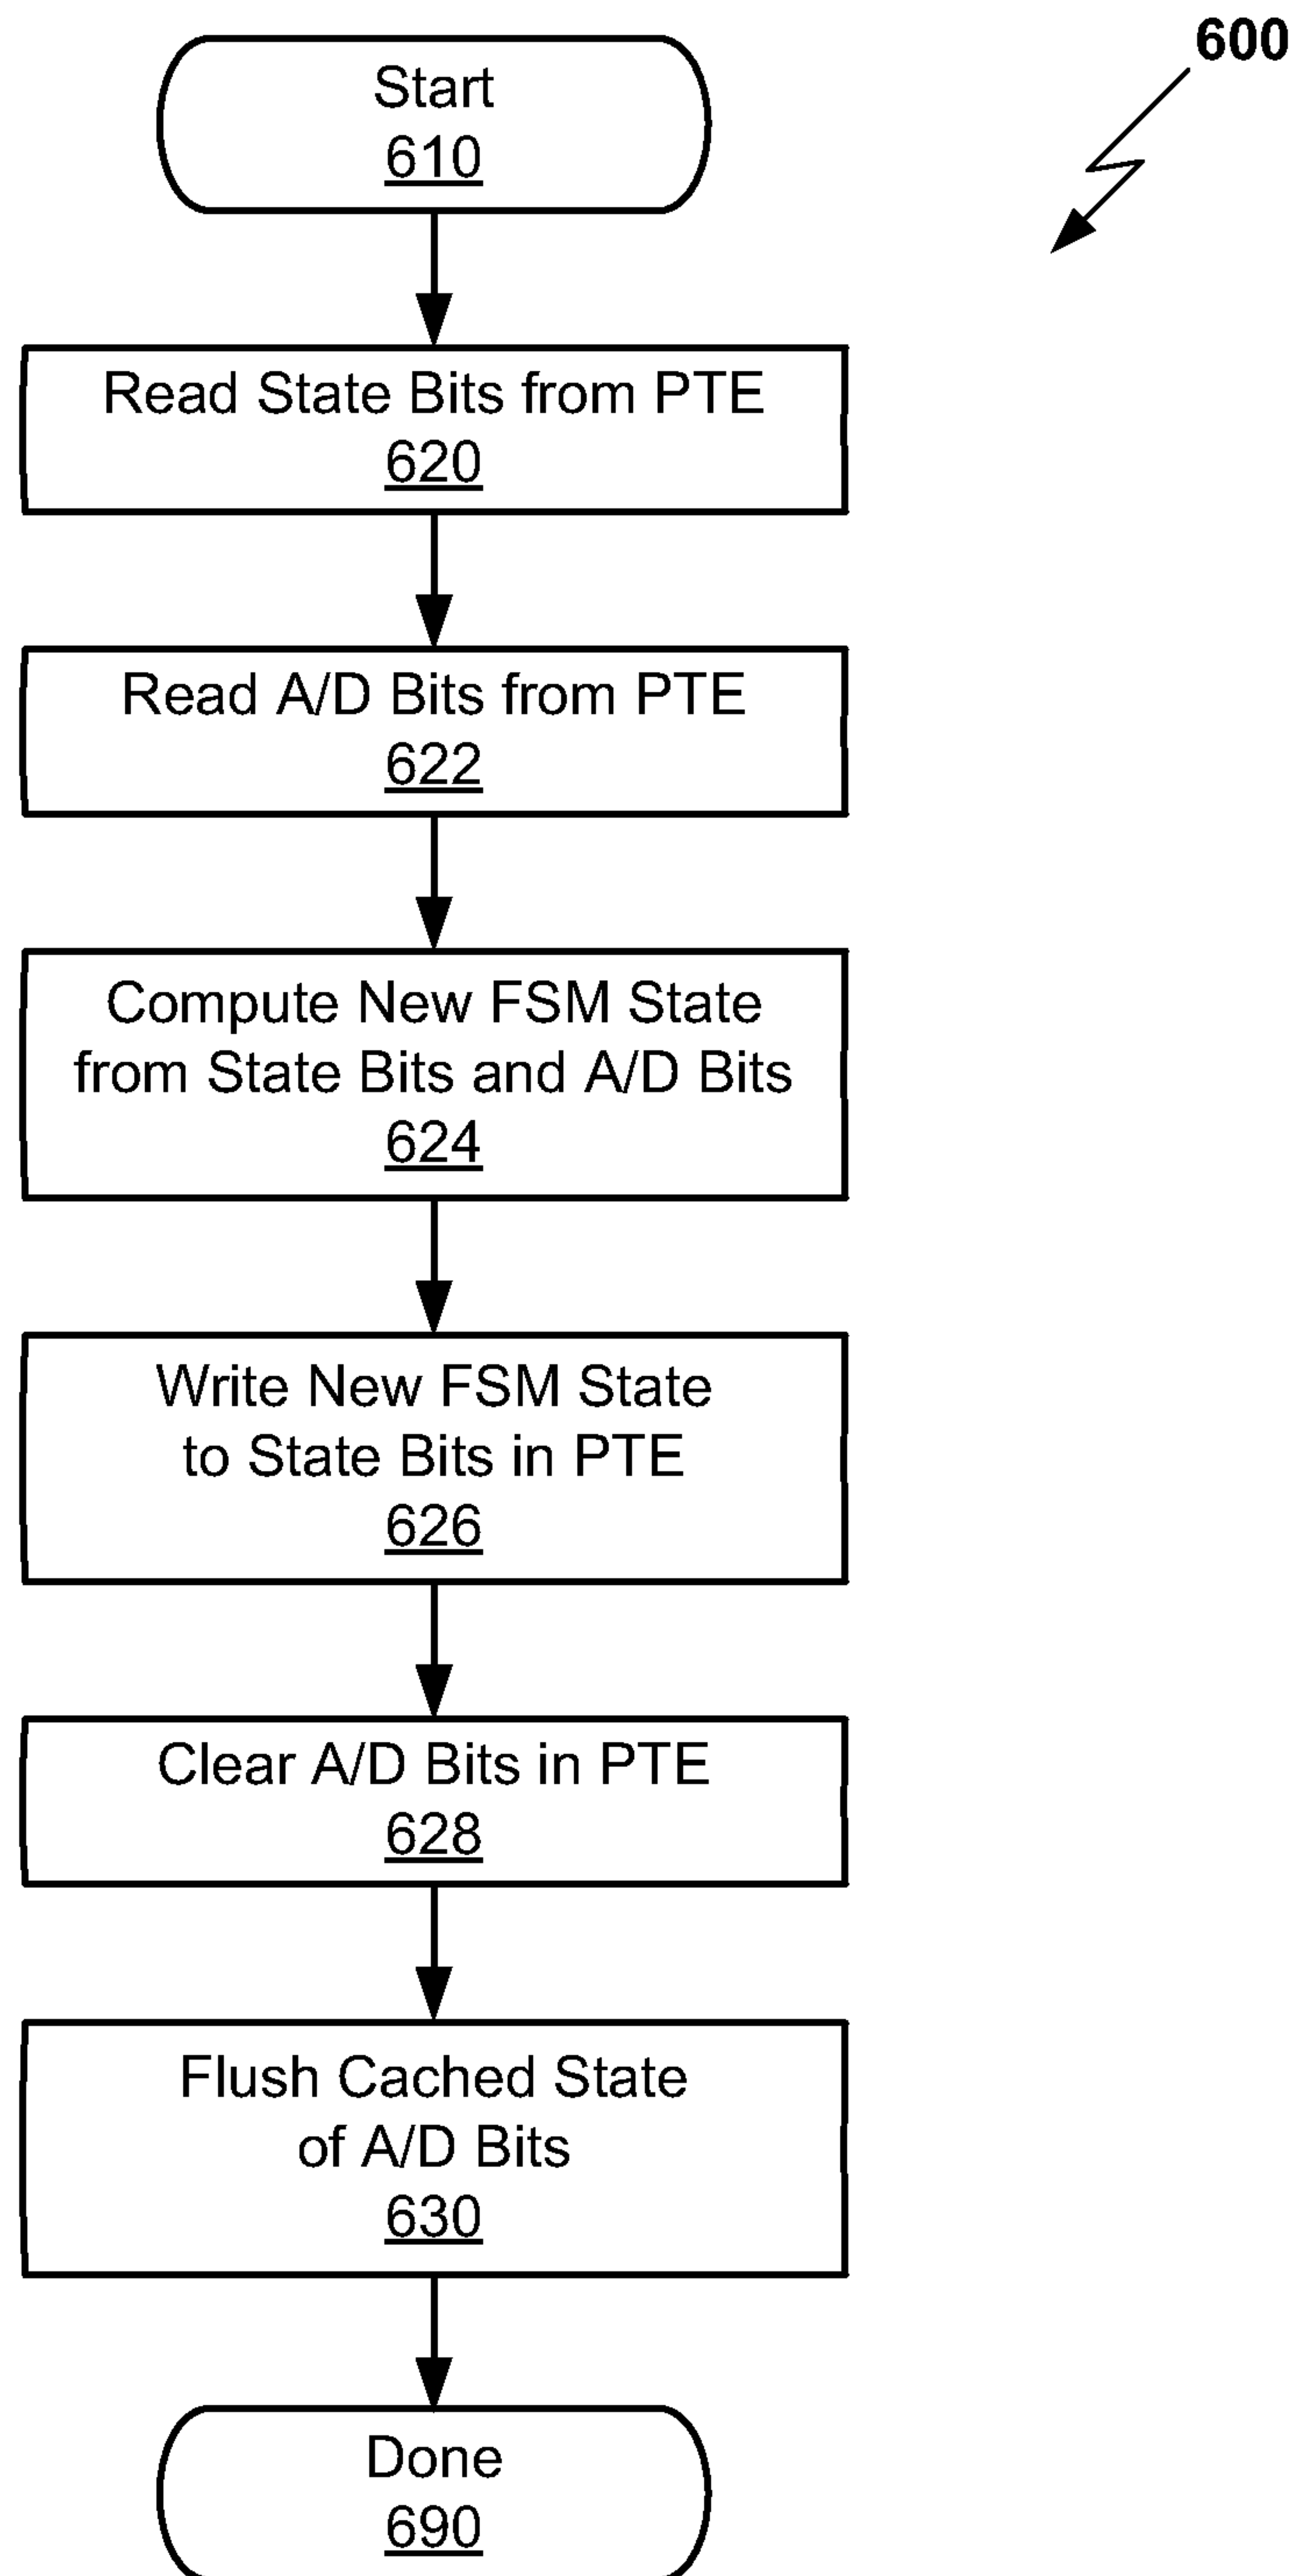 600
Start
610
Read State Bits from PTE
620
Read A/D Bits from PTE
622
Compute New FSM State
from State Bits and A/D Bits
624
Write New FSM State
to State Bits in PTE
626
Clear A/D Bits in PTE
628
Flush Cached State
of A/D Bits
630
Done
690